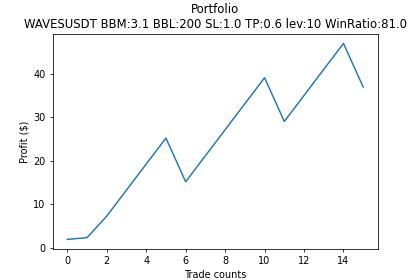 Portfolio
WAVESUSDT BBM:3.1 BBL:200 SL:1.0 TP:0.6 lev:10 WinRatio:81.0
Profit ($)
40
30
20
10
0
0 2 4 6 8 10 12 14
Trade counts